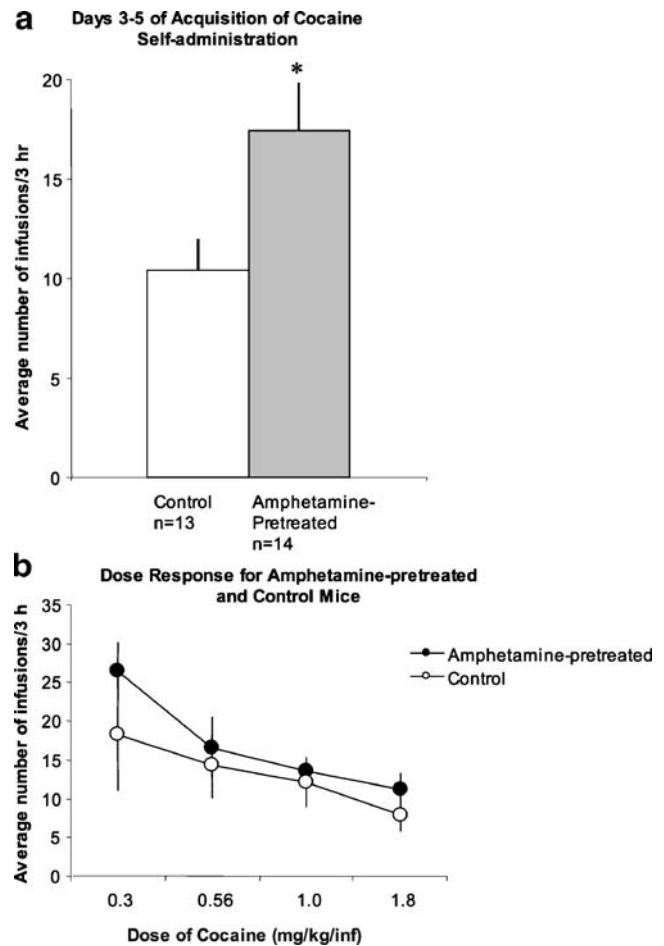 a
Days 3-5 of Acquisition of Cocaine
Self-administration
Average number of infusions/3 hr
20
15
10
5
0
*
Control
n=13
Amphetamine-
Pretreated
n=14
b
Dose Response for Amphetamine-pretreated
and Control Mice
Average number of infusions/3 h
35
30
25
20
15
10
5
0
Amphetamine-pretreated
Control
0.3 0.56 1.0 1.8
Dose of Cocaine (mg/kg/inf)